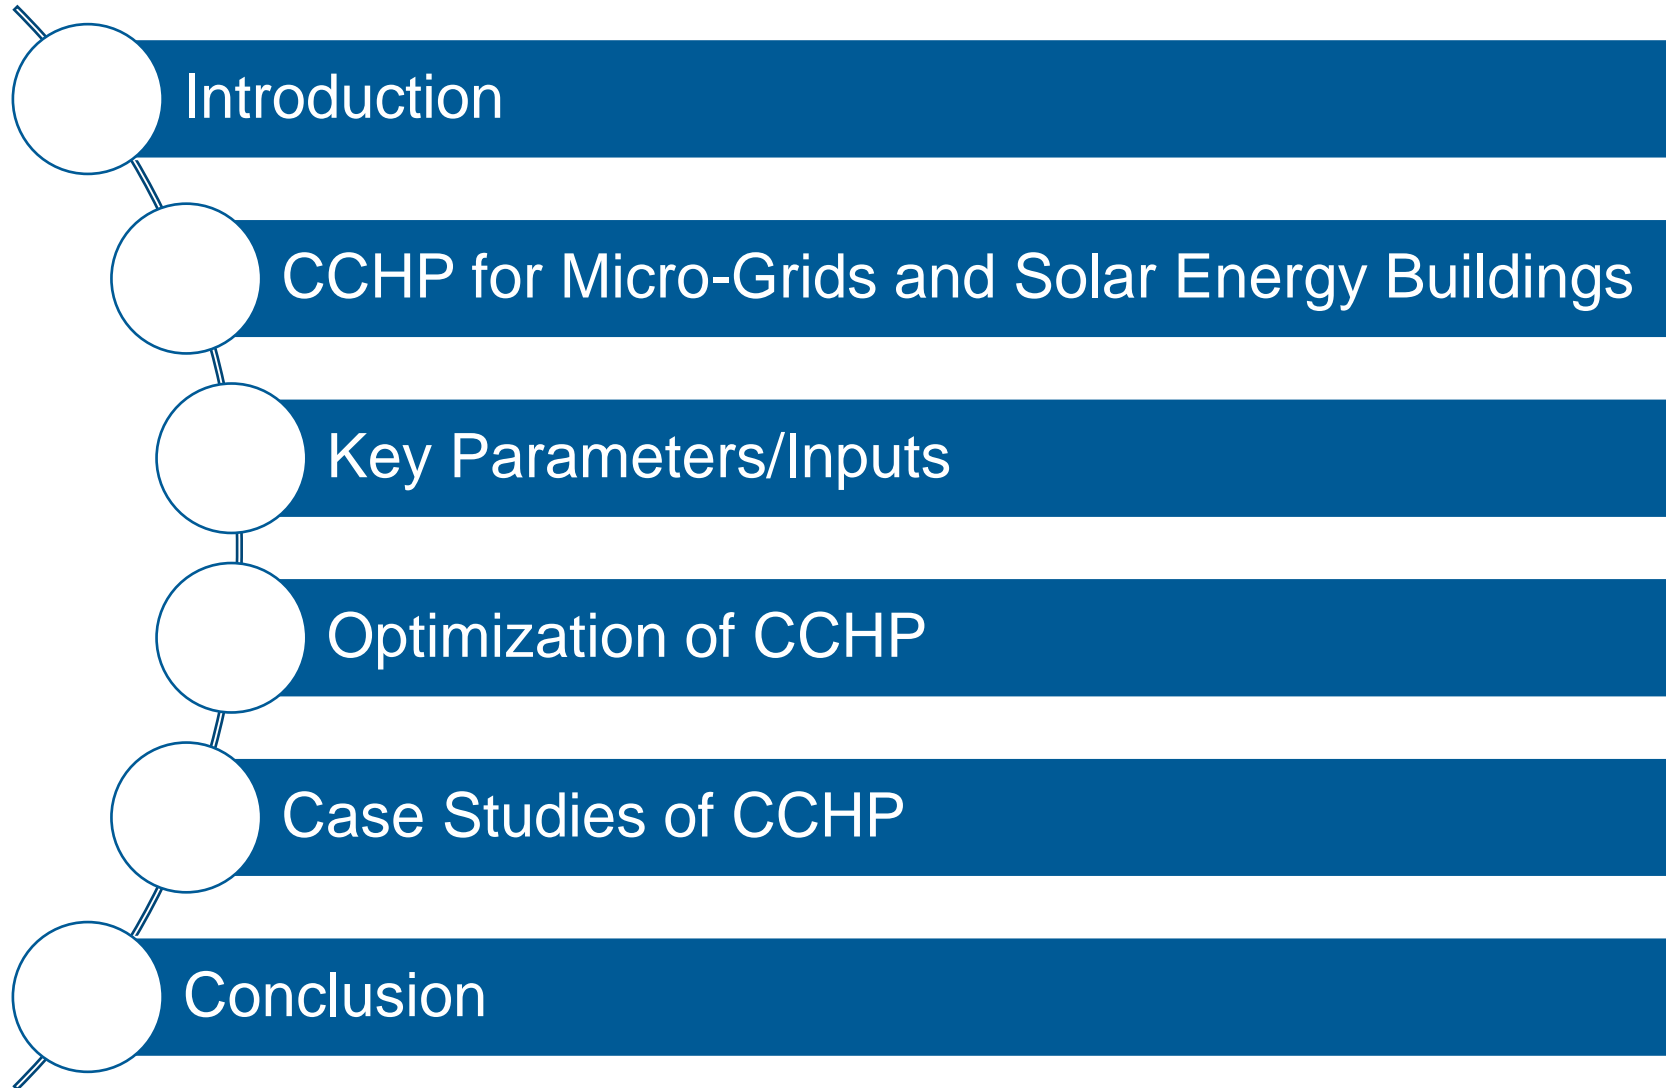 Introduction
CCHP for Micro-Grids and Solar Energy Buildings
Key Parameters/Inputs
Optimization of CCHP
Case Studies of CCHP
Conclusion